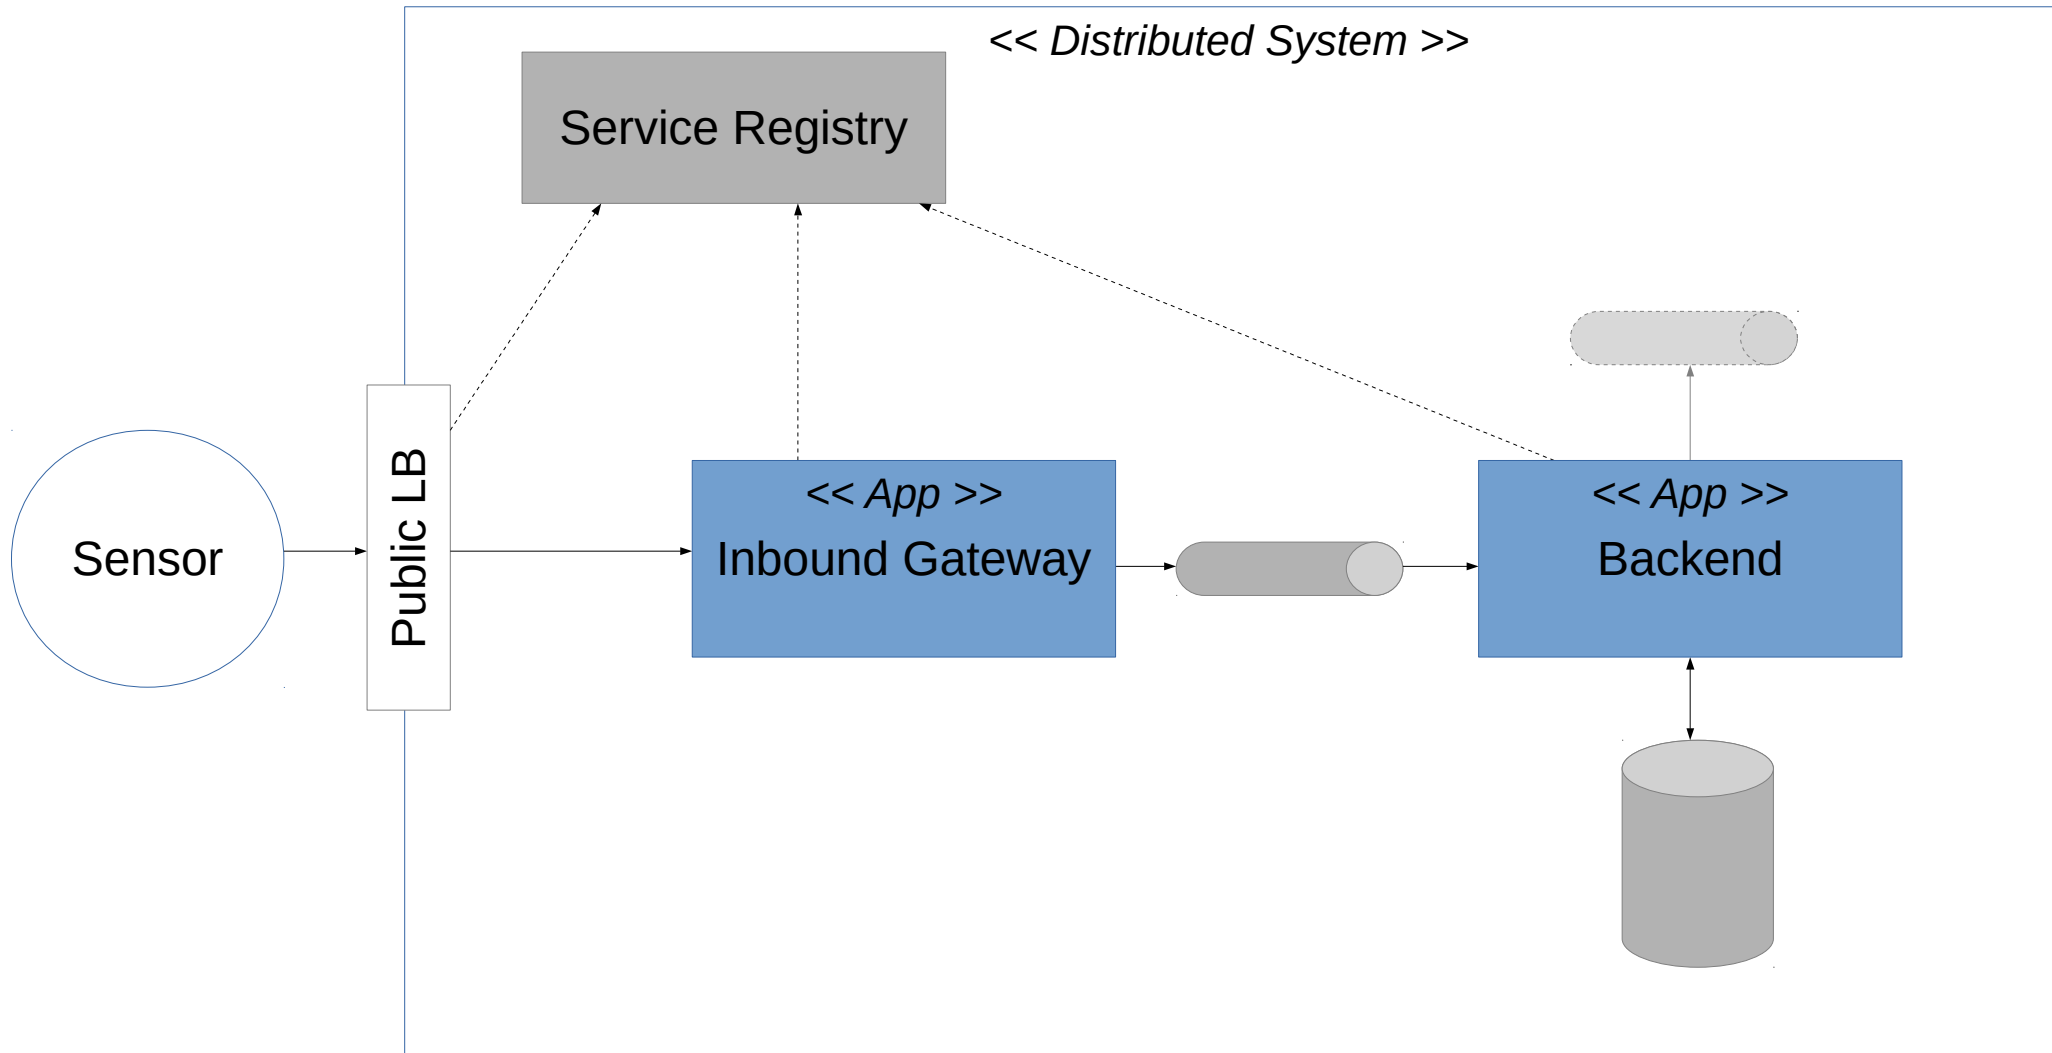 << Distributed System >>
Service Registry
Sensor
Public LB
<< App >>
Inbound Gateway
<< App >>
Backend